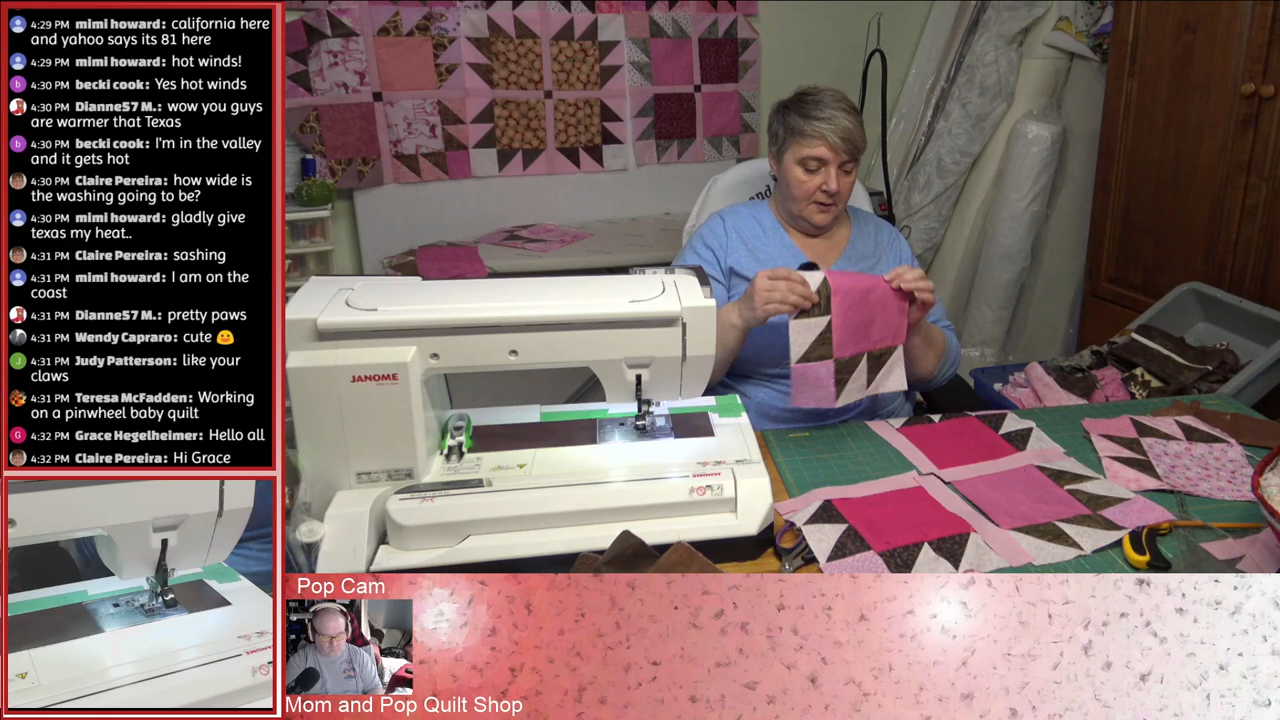 4:29 PM mimi howard: california here
and yahoo says its 81 here
4:29 PM mimi howard: hot winds!
b 4:30 PM becki cook: Yes hot winds
4:30 PM Dianne57 M.: wow you guys
are warmer that Texas
b 4:30 PM becki cook: I'm in the valley
and it gets hot
4:30 PM Claire Pereira: how wide is
the washing going to be?
4:30 PM mimi howard: gladly give
texas my heat..
4:31 PM Claire Pereira: sashing
4:31 PM mimi howard: I am on the
coast
4:31 PM Dianne57 M.: pretty paws
4:31 PM Wendy Capraro: cute 😀
J 4:31 PM Judy Patterson: like your
claws
4:31 PM Teresa McFadden: Working
on a pinwheel baby quilt
G 4:32 PM Grace Hegelheimer: Hello all
4:32 PM Claire Pereira: Hi Grace
JANOME
JANOME
Pop Cam
Mom and Pop Quilt Shop